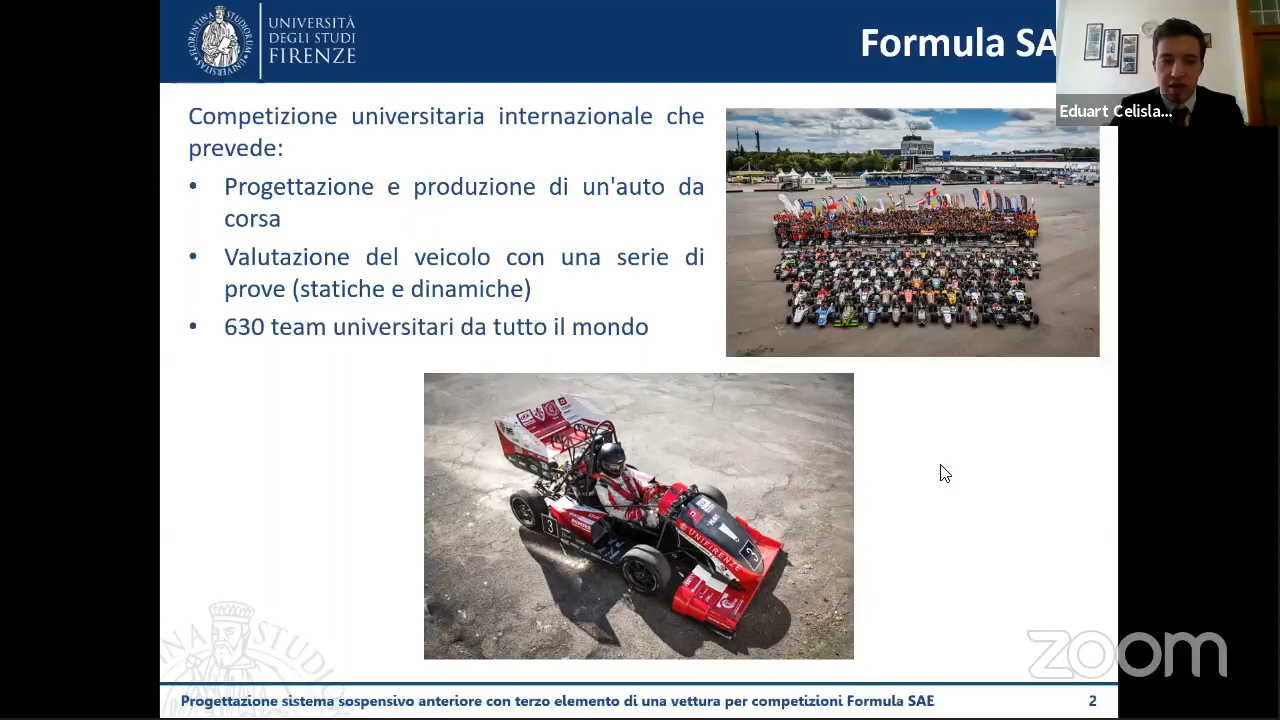 UNIVERSITÀ
DEGLI STUDI
FIRENZE
Formula SA
Eduart Celisla...
Competizione universitaria internazionale che
prevede:
• Progettazione e produzione di un'auto da
corsa
• Valutazione del veicolo con una serie di
prove (statiche e dinamiche)
• 630 team universitari da tutto il mondo
3
UNIFIRENZE
3
zoom
Progettazione sistema sospensivo anteriore con terzo elemento di una vettura per competizioni Formula SAE
2